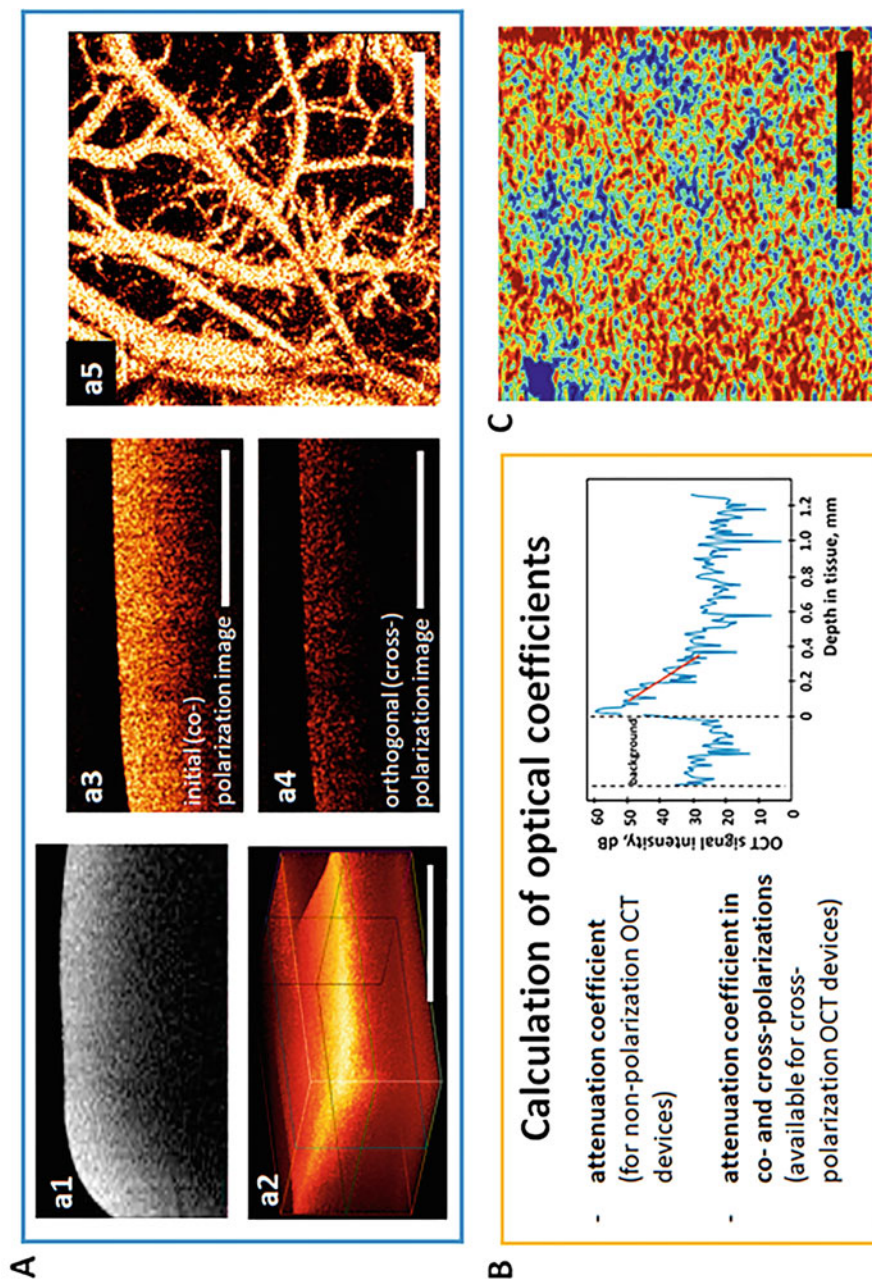 A
a1
a2
a3
initial (co-)
polarization image
a4
orthogonal (cross-)
polarization image
a5
B
Calculation of optical coefficients
- attenuation coefficient
(for non-polarization OCT
devices)
- attenuation coefficient in
co- and cross-polarizations
(available for cross-
polarization OCT devices)
OCT signal intensity, dB
60
50
40
30
20
10
0
background
0
0.2
0.4
0.6
0.8
1.0
1.2
Depth in tissue, mm
C